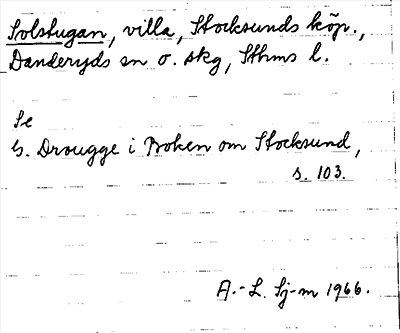 Solstugan, villa, Stocksunds köp.,
Danderyds sn o. skg, Sthms l.
Se
G. Drougge i Boken om Stocksund,
s. 103.
A.-L. Sj-m 1966.